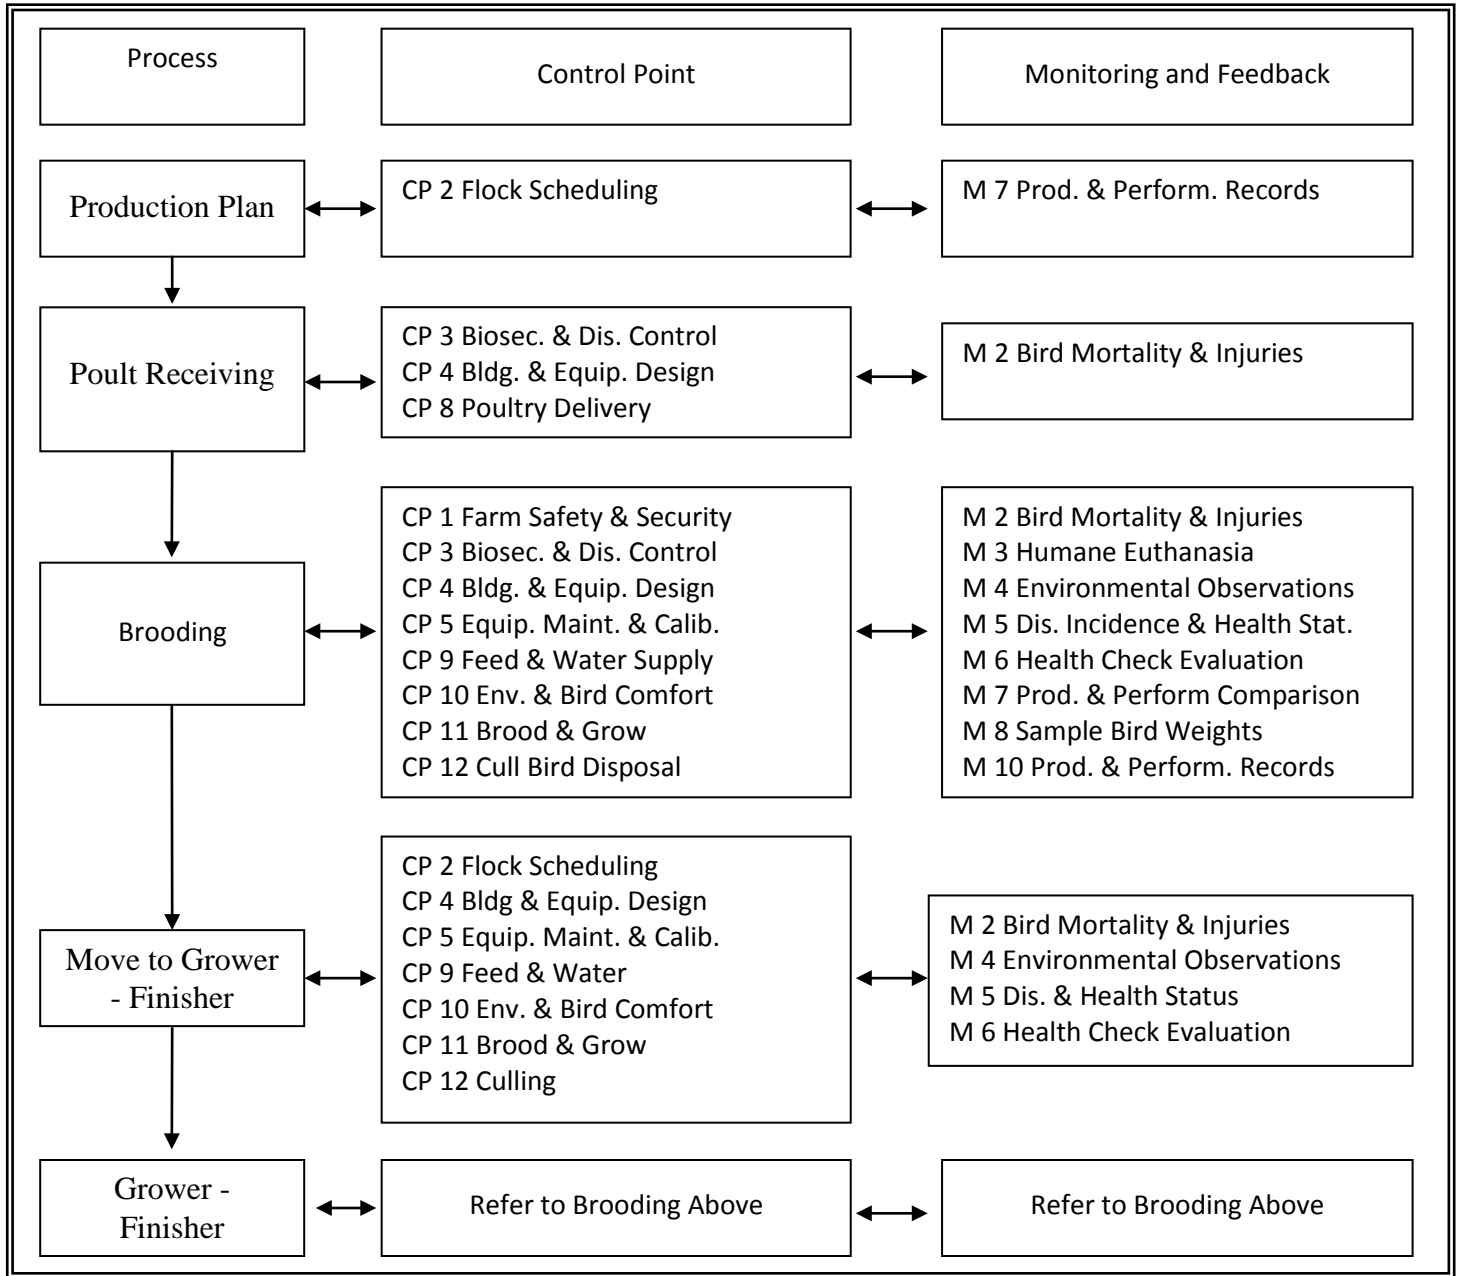 Process
Control Point
Monitoring and Feedback
Production Plan
CP 2 Flock Scheduling
M 7 Prod. & Perform. Records
Poult Receiving
CP 3 Biosec. & Dis. Control
CP 4 Bldg. & Equip. Design
CP 8 Poultry Delivery
M 2 Bird Mortality & Injuries
Brooding
CP 1 Farm Safety & Security
CP 3 Biosec. & Dis. Control
CP 4 Bldg. & Equip. Design
CP 5 Equip. Maint. & Calib.
CP 9 Feed & Water Supply
CP 10 Env. & Bird Comfort
CP 11 Brood & Grow
CP 12 Cull Bird Disposal
M 2 Bird Mortality & Injuries
M 3 Humane Euthanasia
M 4 Environmental Observations
M 5 Dis. Incidence & Health Stat.
M 6 Health Check Evaluation
M 7 Prod. & Perform Comparison
M 8 Sample Bird Weights
M 10 Prod. & Perform. Records
Move to Grower
- Finisher
CP 2 Flock Scheduling
CP 4 Bldg & Equip. Design
CP 5 Equip. Maint. & Calib.
CP 9 Feed & Water
CP 10 Env. & Bird Comfort
CP 11 Brood & Grow
CP 12 Culling
M 2 Bird Mortality & Injuries
M 4 Environmental Observations
M 5 Dis. & Health Status
M 6 Health Check Evaluation
Grower -
Finisher
Refer to Brooding Above
Refer to Brooding Above